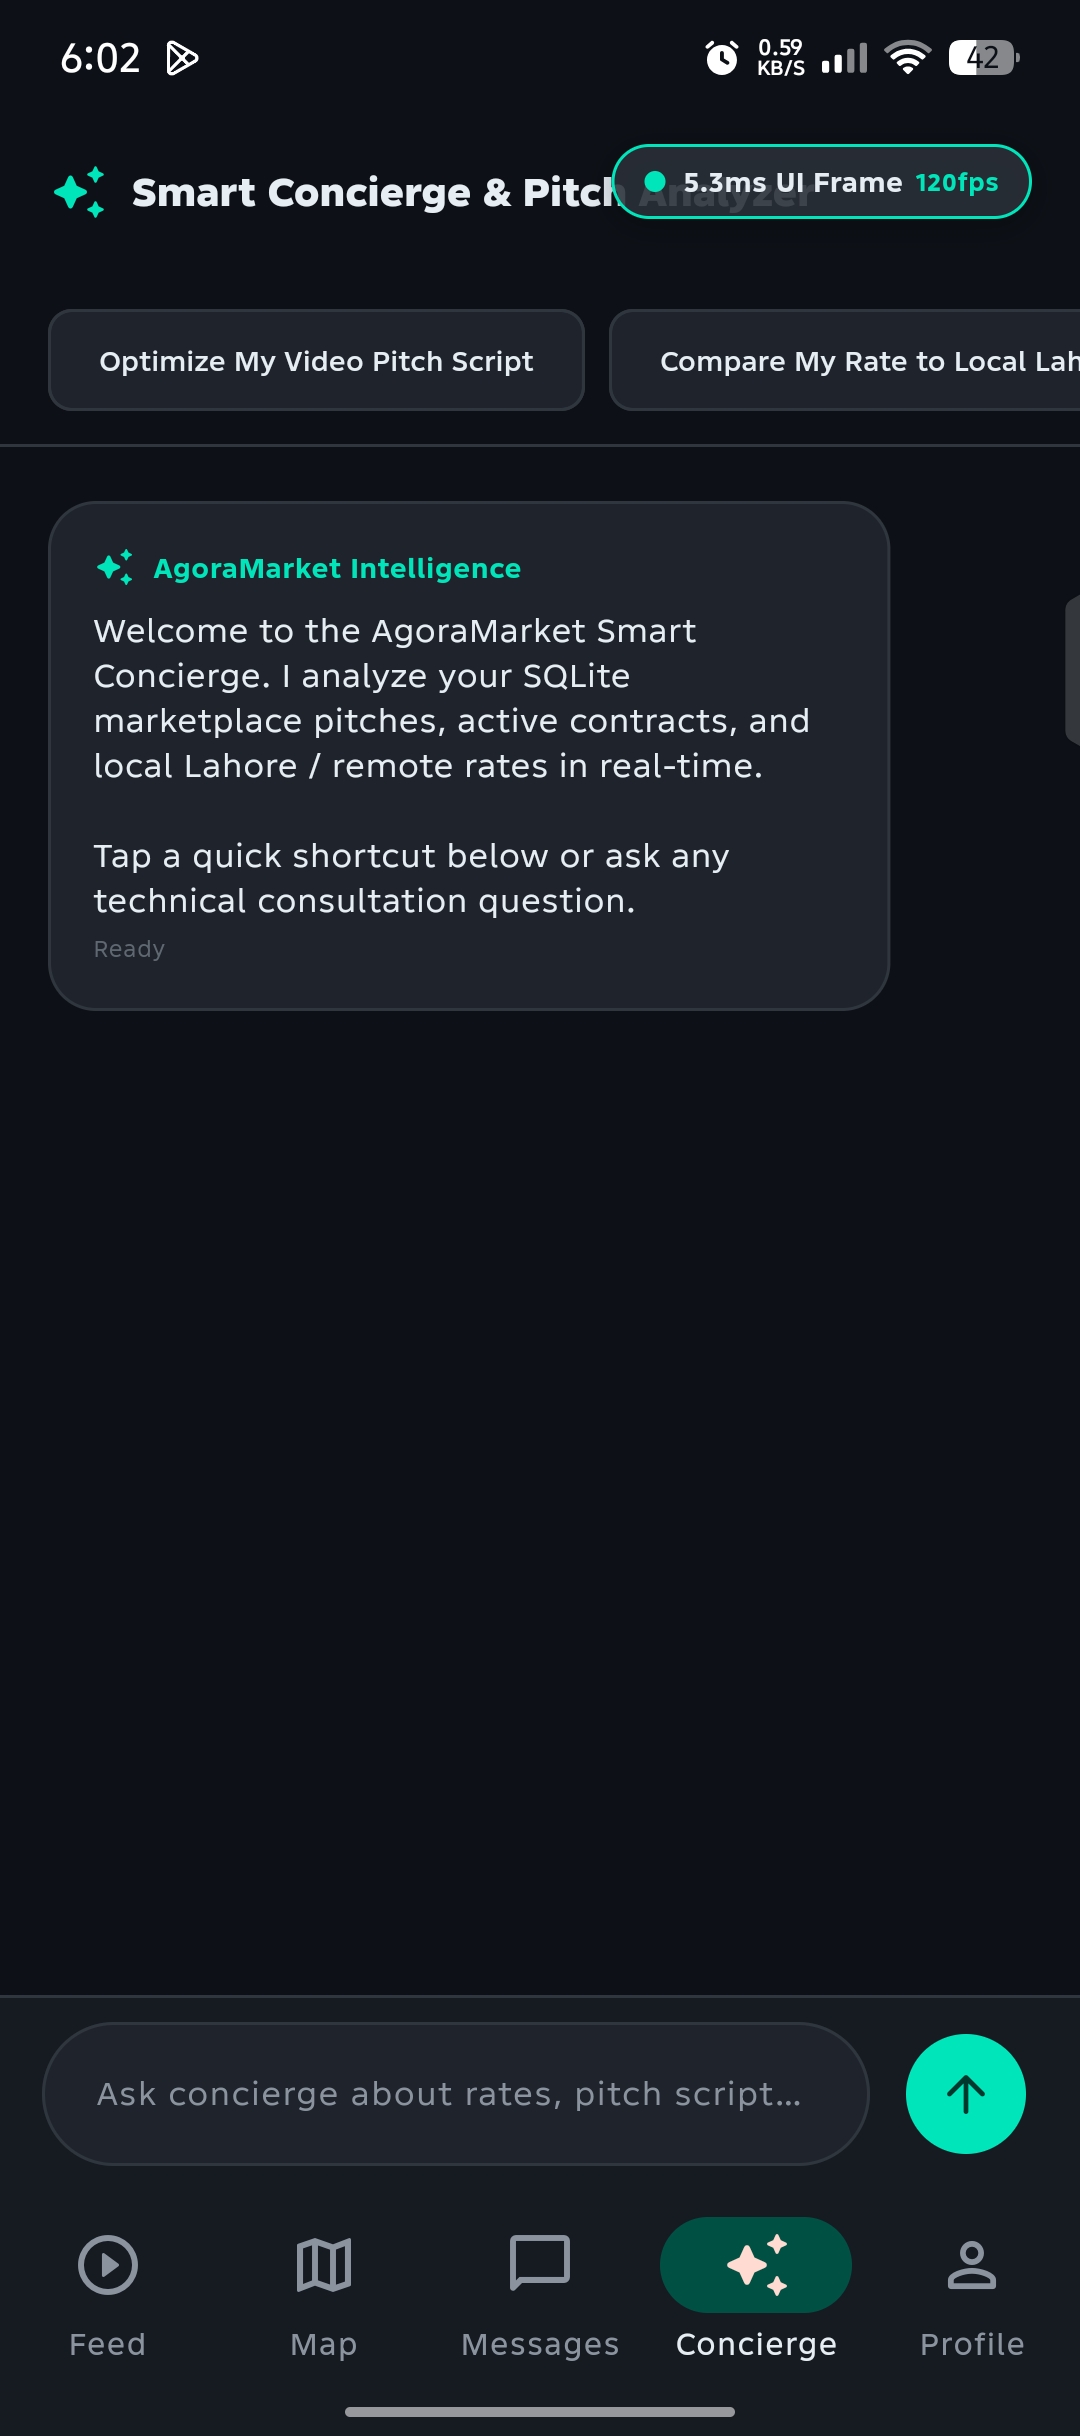 6:02
0.59
KB/S
42
Smart Concierge & Pitch Analyzer
5.3ms UI Frame 120fps
Optimize My Video Pitch Script
Compare My Rate to Local Lah
AgoraMarket Intelligence
Welcome to the AgoraMarket Smart
Concierge. I analyze your SQLite
marketplace pitches, active contracts, and
local Lahore / remote rates in real-time.
Tap a quick shortcut below or ask any
technical consultation question.
Ready
Ask concierge about rates, pitch script...
Feed
Map
Messages
Concierge
Profile